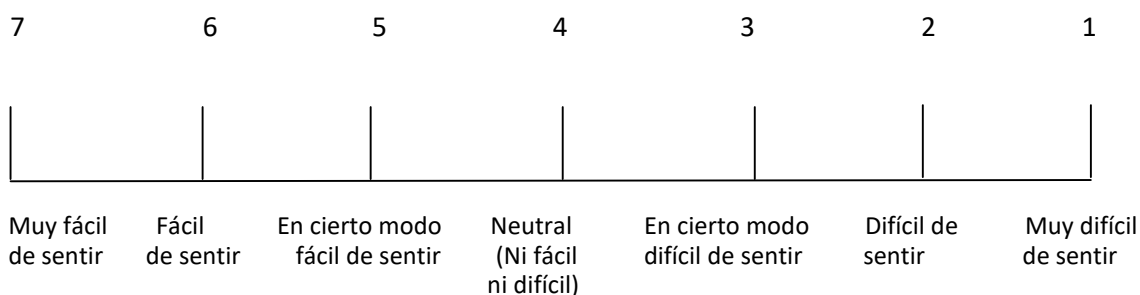 7 6 5 4 3 2 1
Muy fácil Fácil En cierto modo Neutral En cierto modo Difícil de Muy difícil
de sentir de sentir fácil de sentir (Ni fácil difícil de sentir sentir de sentir
ni difícil)